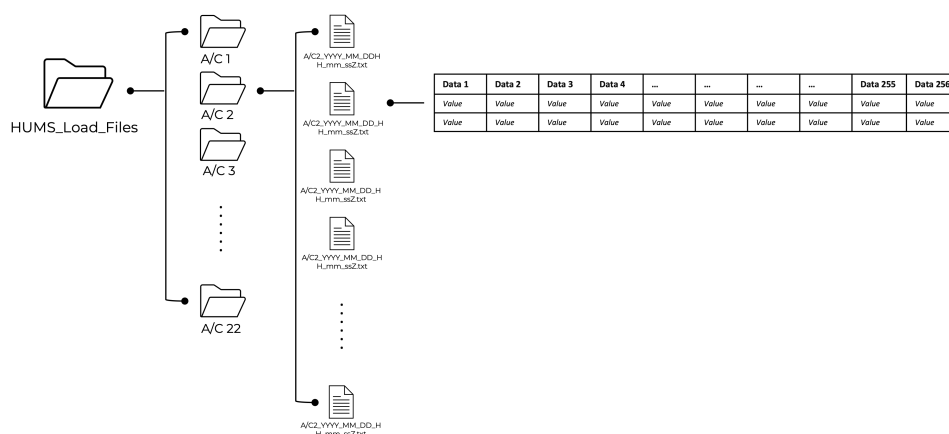 HUMS_Load_Files
A/C 1
A/C 2
A/C 3
A/C 22
A/C2_YYYY_MM_DDH
H_mm_ssZ.txt
A/C2_YYYY_MM_DD_H
H_mm_ssZ.txt
A/C2_YYYY_MM_DD_H
H_mm_ssZ.txt
A/C2_YYYY_MM_DD_H
H_mm_ssZ.txt
A/C2_YYYY_MM_DD_H
H_mm_ssZ.txt
Data 1 Data 2 Data 3 Data 4 ... ... ... ... Data 255 Data 256
Value Value Value Value Value Value Value Value Value Value
Value Value Value Value Value Value Value Value Value Value